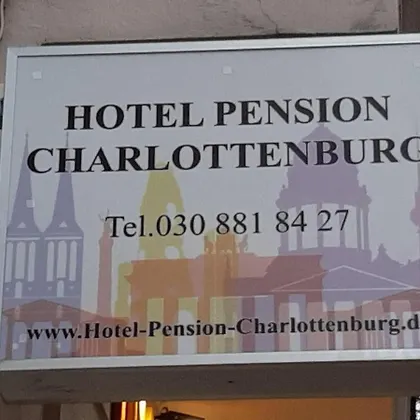 HOTEL PENSION
CHARLOTTENBURG
Tel.030 881 84 27
www.Hotel-Pension-Charlottenburg.d